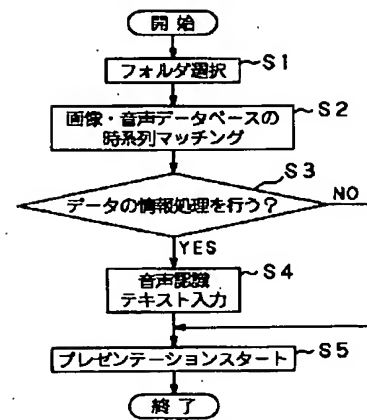 開始
フォルダ選択
S1
画像・音声データベースの
時系列マッチング
S2
データの情報処理を行う?
S3
NO
YES
音声認識
テキスト入力
S4
プレゼンテーションスタート
S5
終了